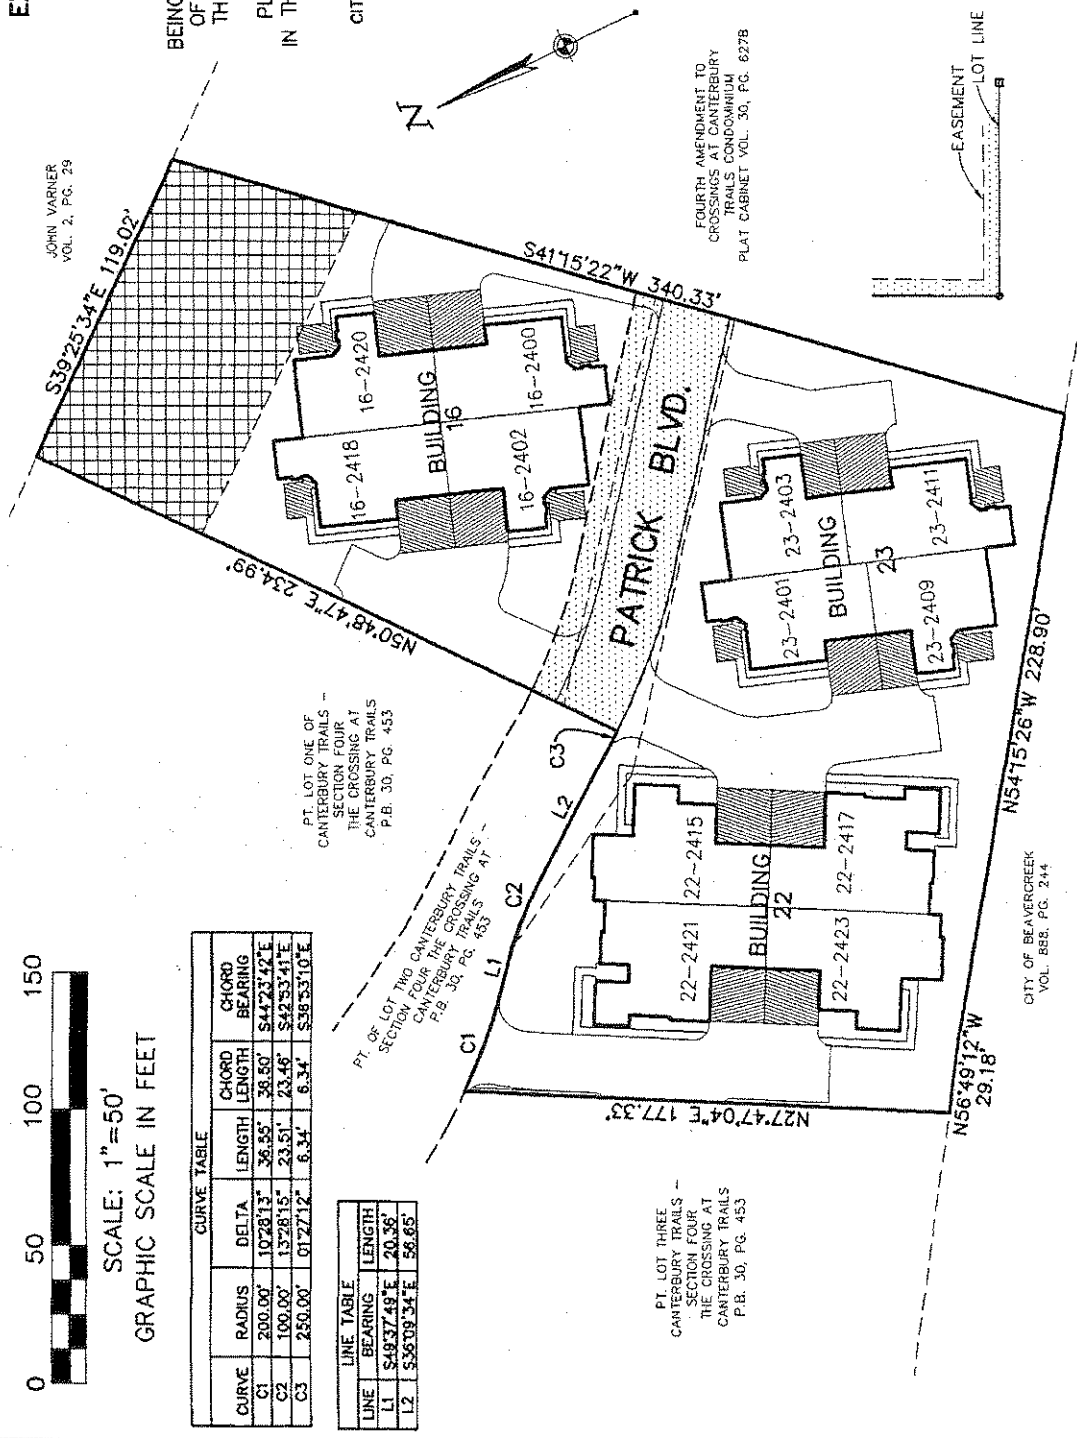 EX
BEING
OF
TH
PL
IN TH
CIT
JOHN VARNER
VOL. 2, PG. 29
S39°25'34"E 119.02'
N
S41°15'22"W 340.33'
FOURTH AMENDMENT TO
CROSSINGS AT CANTERBURY
TRAILS CONDOMINIUM
PLAT CABINET VOL. 30, PG. 627B
EASEMENT
LOT LINE
16-2420
16-2400
16-2418
16-2402
BUILDING
16
N50°48'47"E 234.99'
PATRICK BLVD.
23-2403
23-2411
23-2401
23-2409
BUILDING
23
N54°15'26"W 228.90'
PT. LOT ONE OF
CANTERBURY TRAILS -
SECTION FOUR
THE CROSSING AT
CANTERBURY TRAILS
P.B. 30, PG. 453
C3
L2
C2
L1
C1
PT. OF LOT TWO CANTERBURY TRAILS -
SECTION FOUR THE CROSSING AT
CANTERBURY TRAILS
P.B. 30, PG. 453
22-2415
22-2417
22-2421
22-2423
BUILDING
22
CITY OF BEAVERCREEK
VOL. 888, PG. 244
N27°47'04"E 177.33'
N56°49'12"W
29.18'
PT. LOT THREE
CANTERBURY TRAILS -
SECTION FOUR
THE CROSSING AT
CANTERBURY TRAILS
P.B. 30, PG. 453
0 50 100 150
SCALE: 1"=50'
GRAPHIC SCALE IN FEET
CURVE TABLE
CURVE RADIUS DELTA LENGTH CHORD LENGTH CHORD BEARING
C1 200.00' 10°28'13" 36.55' 36.50' S44°23'42"E
C2 100.00' 13°28'15" 23.51' 23.46' S42°53'41"E
C3 250.00' 01°27'12" 6.34' 6.34' S38°53'10"E
LINE TABLE
LINE BEARING LENGTH
L1 S49°37'49"E 20.36'
L2 S36°09'34"E 56.65'